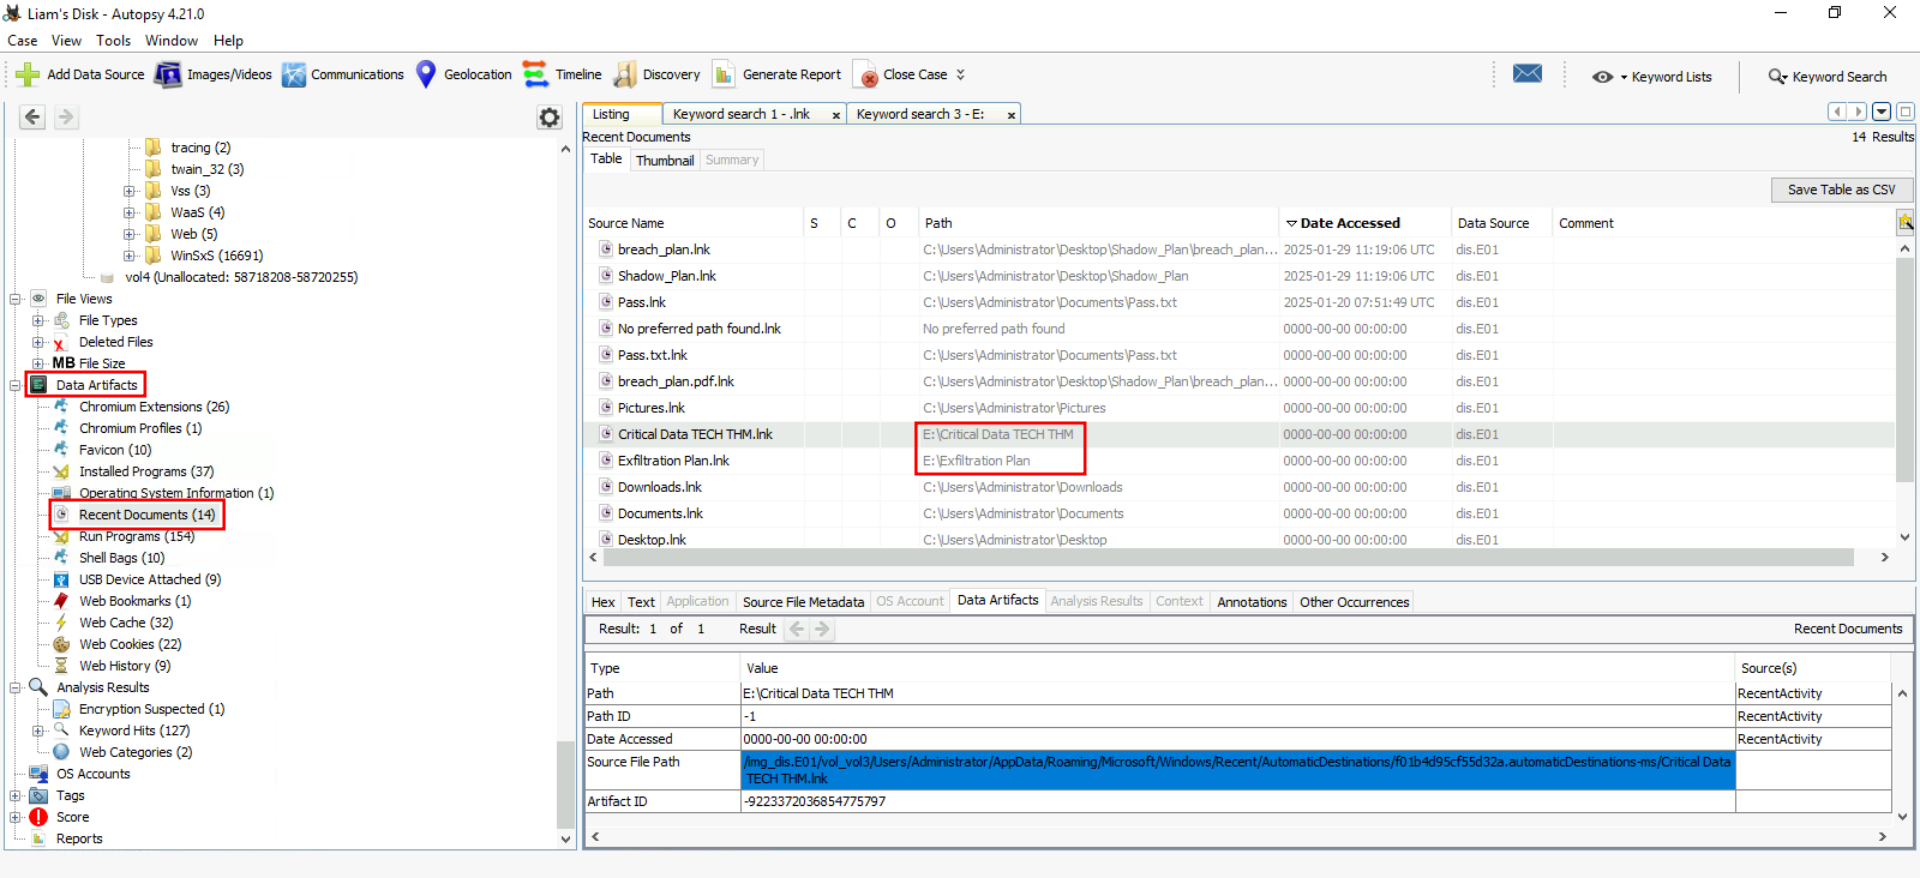 Liam's Disk - Autopsy 4.21.0
Case View Tools Window Help
Add Data Source Images/Videos Communications Geolocation Timeline Discovery Generate Report Close Case Keyword Lists Keyword Search
tracing (2)
twain_32 (3)
Vss (3)
WaaS (4)
Web (5)
WinSxS (16691)
vol4 (Unallocated: 58718208-58720255)
File Views
File Types
Deleted Files
MB File Size
Data Artifacts
Chromium Extensions (26)
Chromium Profiles (1)
Favicon (10)
Installed Programs (37)
Operating System Information (1)
Recent Documents (14)
Run Programs (154)
Shell Bags (10)
USB Device Attached (9)
Web Bookmarks (1)
Web Cache (32)
Web Cookies (22)
Web History (9)
Analysis Results
Encryption Suspected (1)
Keyword Hits (127)
Web Categories (2)
OS Accounts
Tags
Score
Reports
Listing Keyword search 1 - .lnk x Keyword search 3 - E: x
Recent Documents 14 Results
Table Thumbnail Summary
Save Table as CSV
Source Name S C O Path Date Accessed Data Source Comment
breach_plan.lnk C:\Users\Administrator\Desktop\Shadow_Plan\breach_plan... 2025-01-29 11:19:06 UTC dis.E01
Shadow_Plan.lnk C:\Users\Administrator\Desktop\Shadow_Plan 2025-01-29 11:19:06 UTC dis.E01
Pass.lnk C:\Users\Administrator\Documents\Pass.txt 2025-01-20 07:51:49 UTC dis.E01
No preferred path found.lnk No preferred path found 0000-00-00 00:00:00 dis.E01
Pass.txt.lnk C:\Users\Administrator\Documents\Pass.txt 0000-00-00 00:00:00 dis.E01
breach_plan.pdf.lnk C:\Users\Administrator\Desktop\Shadow_Plan\breach_plan... 0000-00-00 00:00:00 dis.E01
Pictures.lnk C:\Users\Administrator\Pictures 0000-00-00 00:00:00 dis.E01
Critical Data TECH THM.lnk E:\Critical Data TECH THM 0000-00-00 00:00:00 dis.E01
Exfiltration Plan.lnk E:\Exfiltration Plan 0000-00-00 00:00:00 dis.E01
Downloads.lnk C:\Users\Administrator\Downloads 0000-00-00 00:00:00 dis.E01
Documents.lnk C:\Users\Administrator\Documents 0000-00-00 00:00:00 dis.E01
Desktop.lnk C:\Users\Administrator\Desktop 0000-00-00 00:00:00 dis.E01
Hex Text Application Source File Metadata OS Account Data Artifacts Analysis Results Context Annotations Other Occurrences
Result: 1 of 1 Result Recent Documents
Type Value Source(s)
Path E:\Critical Data TECH THM RecentActivity
Path ID -1 RecentActivity
Date Accessed 0000-00-00 00:00:00 RecentActivity
Source File Path /img_dis.E01/vol_vol3/Users/Administrator/AppData/Roaming/Microsoft/Windows/Recent/AutomaticDestinations/f01b4d95cf55d32a.automaticDestinations-ms/Critical Data
TECH THM.lnk
Artifact ID -9223372036854775797